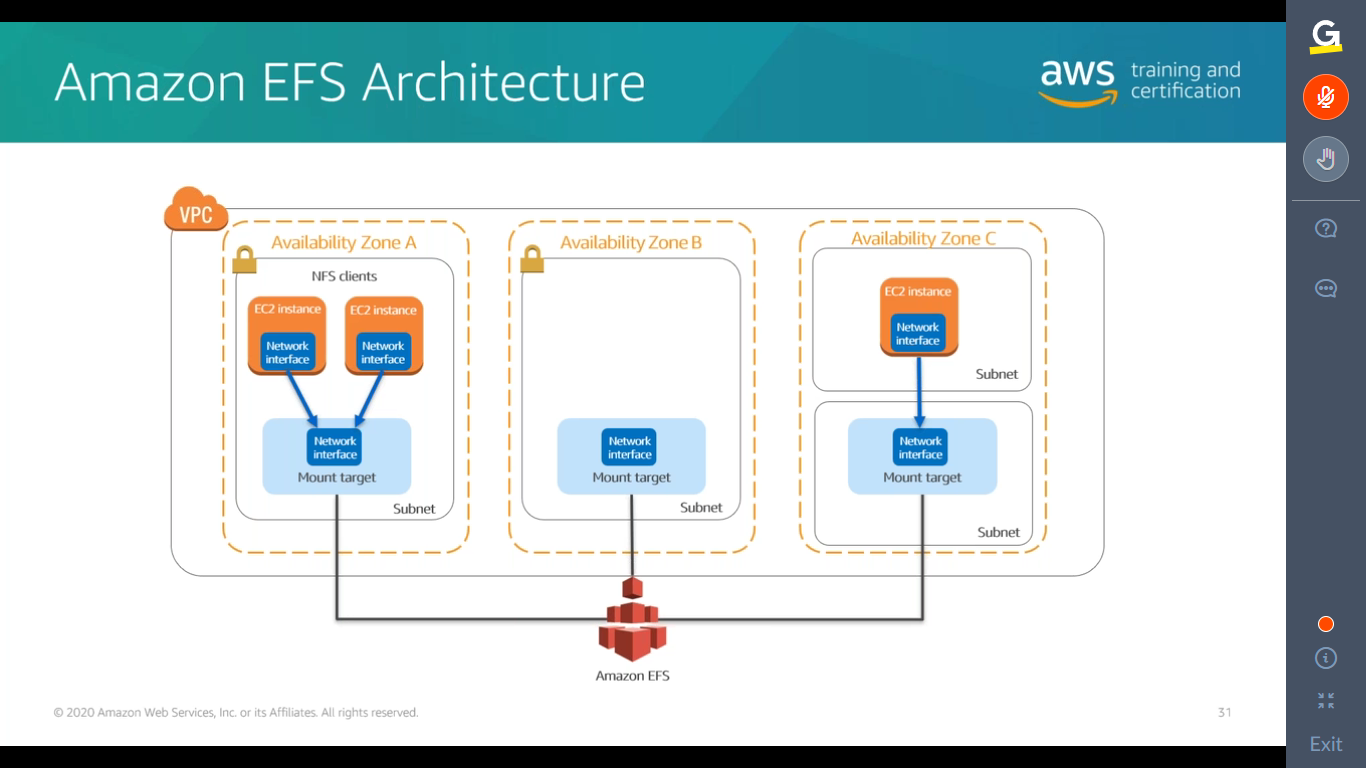 Amazon EFS Architecture
aws
training and
certification
VPC
Availability Zone A
NFS clients
EC2 instance
Network
interface
EC2 instance
Network
interface
Network
interface
Mount target
Subnet
Availability Zone B
Network
interface
Mount target
Subnet
Availability Zone C
EC2 instance
Network
interface
Subnet
Network
interface
Mount target
Subnet
Amazon EFS
© 2020 Amazon Web Services, Inc. or its Affiliates. All rights reserved.
31
G
?
i
Exit